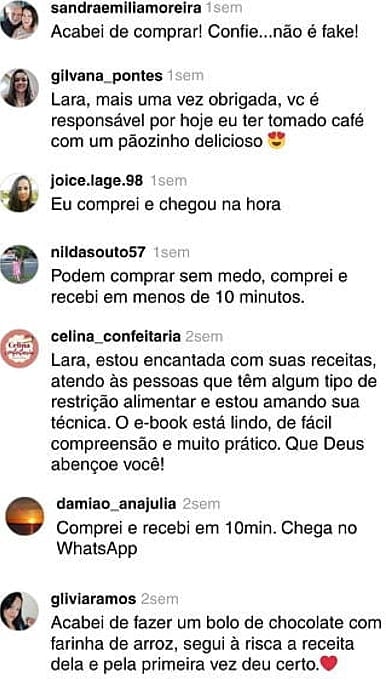 sandraemiliamoreira 1sem
Acabei de comprar! Confie...não é fake!
gilvana_pontes 1sem
Lara, mais uma vez obrigada, vc é
responsável por hoje eu ter tomado café
com um pãozinho delicioso 😍
joice.lage.98 1sem
Eu comprei e chegou na hora
nildasouto57 1sem
Podem comprar sem medo, comprei e
recebi em menos de 10 minutos.
celina_confeitaria 2sem
Lara, estou encantada com suas receitas,
atendo às pessoas que têm algum tipo de
restrição alimentar e estou amando sua
técnica. O e-book está lindo, de fácil
compreensão e muito prático. Que Deus
abençoe você!
damiao_anajulia 2sem
Comprei e recebi em 10min. Chega no
WhatsApp
gliviaramos 2sem
Acabei de fazer um bolo de chocolate com
farinha de arroz, segui à risca a receita
dela e pela primeira vez deu certo.❤️